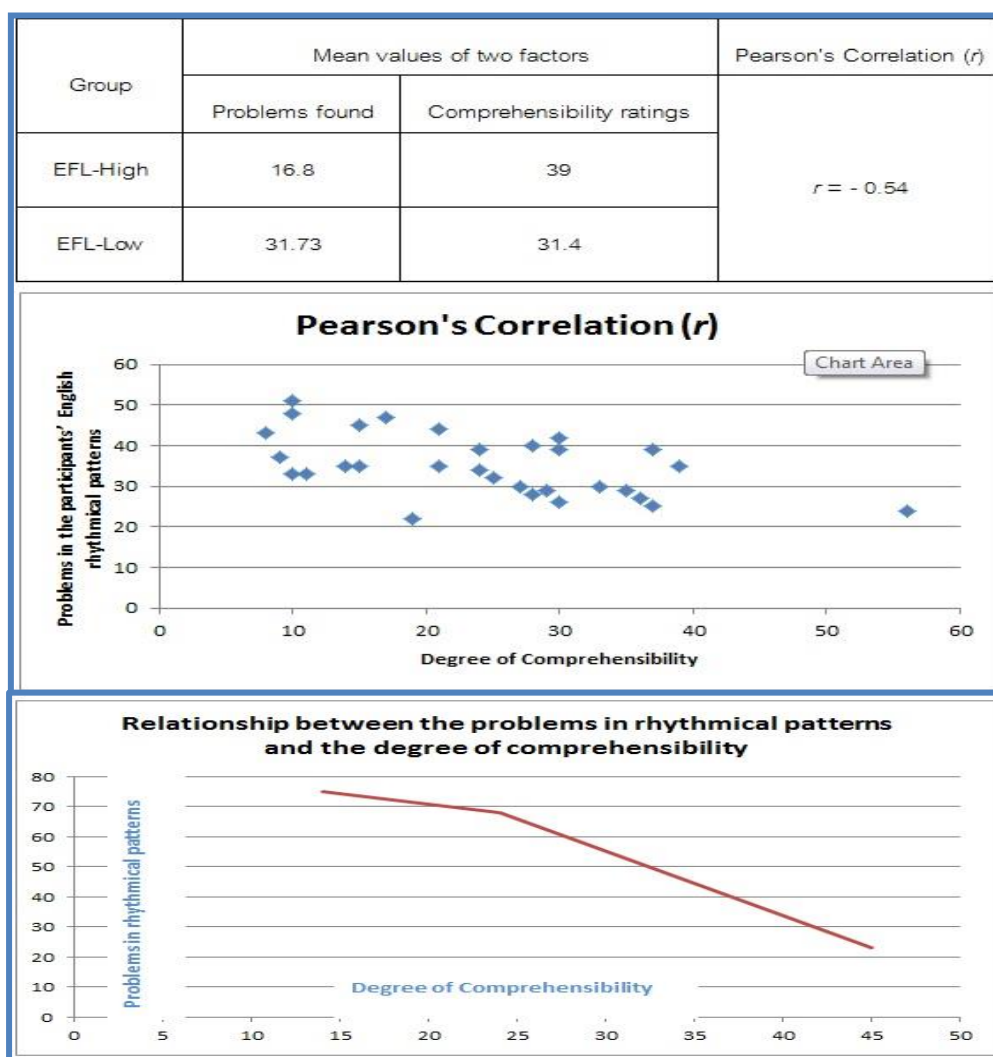 Group
Mean values of two factors
Pearson's Correlation (r)
Problems found
Comprehensibility ratings
EFL-High
16.8
39
r = - 0.54
EFL-Low
31.73
31.4
Pearson's Correlation (r)
Chart Area
Problems in the participants' English
rhythmical patterns
60
50
40
30
20
10
0
0 10 20 30 40 50 60
Degree of Comprehensibility
Relationship between the problems in rhythmical patterns
and the degree of comprehensibility
Problems in rhythmical patterns
80
70
60
50
40
30
20
10
0
Degree of Comprehensibility
0 5 10 15 20 25 30 35 40 45 50